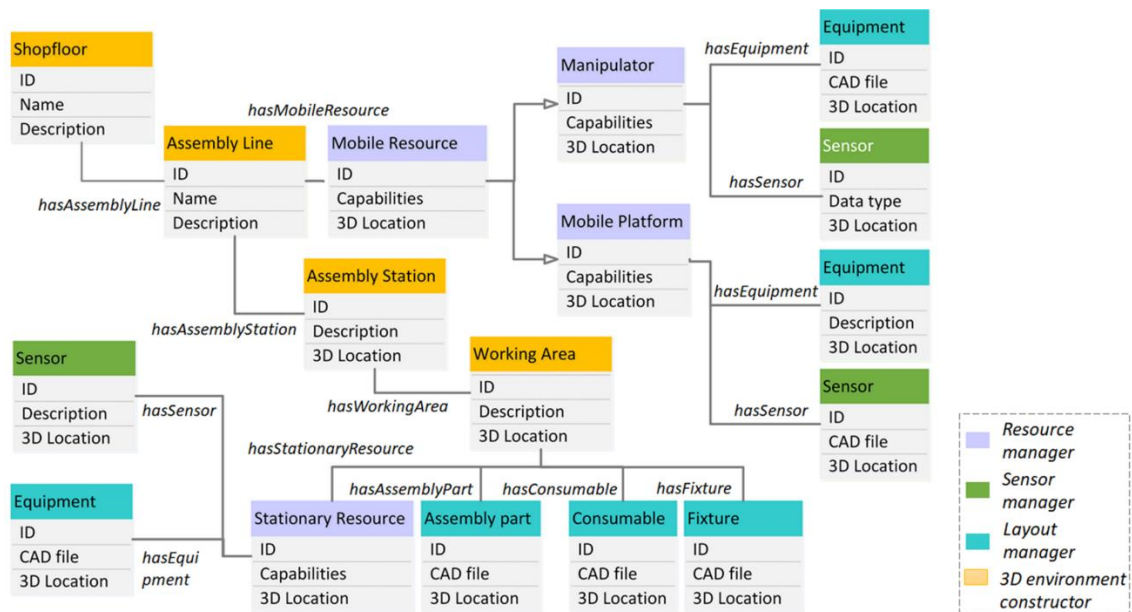 Shopfloor
ID
Name
Description
hasAssemblyLine
hasMobileResource
Assembly Line
ID
Name
Description
Mobile Resource
ID
Capabilities
3D Location
Manipulator
ID
Capabilities
3D Location
hasEquipment
Equipment
ID
CAD file
3D Location
hasSensor
Sensor
ID
Data type
3D Location
Mobile Platform
ID
Capabilities
3D Location
hasEquipment
Equipment
ID
Description
3D Location
hasSensor
Sensor
ID
CAD file
3D Location
hasAssemblyStation
Assembly Station
ID
Description
3D Location
hasWorkingArea
Working Area
ID
Description
3D Location
Sensor
ID
Description
3D Location
hasSensor
Equipment
ID
CAD file
3D Location
hasEqui
pment
hasStationaryResource
hasAssemblyPart
hasConsumable
hasFixture
Stationary Resource
ID
Capabilities
3D Location
Assembly part
ID
CAD file
3D Location
Consumable
ID
CAD file
3D Location
Fixture
ID
CAD file
3D Location
Resource
manager
Sensor
manager
Layout
manager
3D environment
constructor